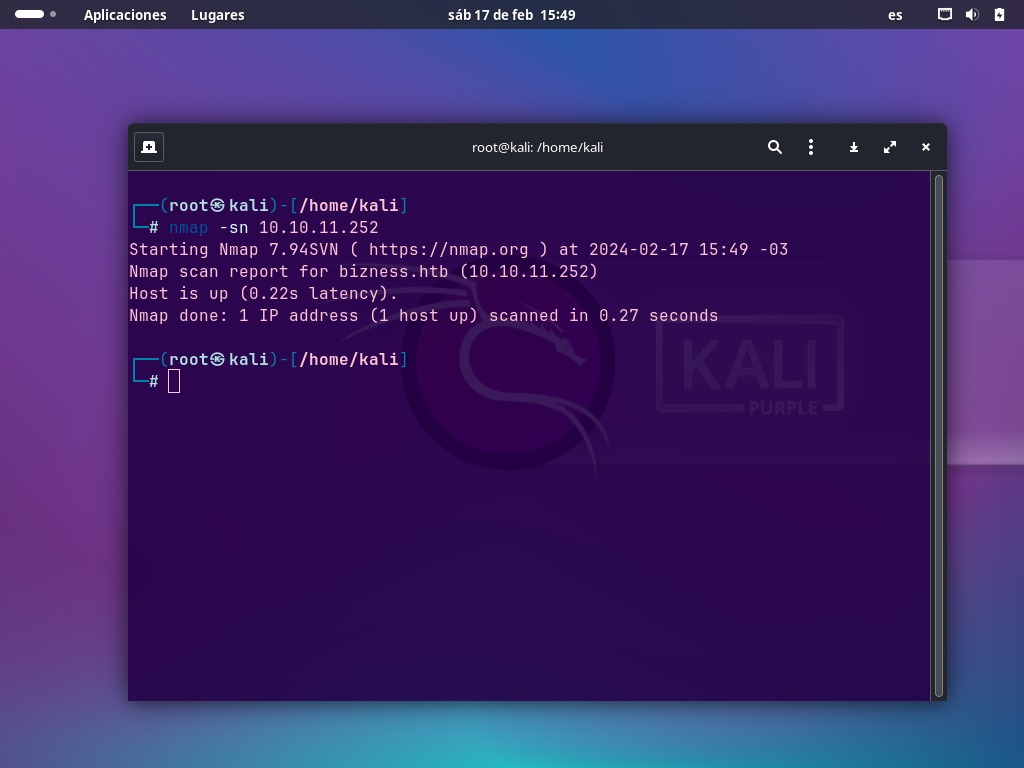 Aplicaciones Lugares sáb 17 de feb 15:49 es
root@kali: /home/kali
┌──(root㉿kali)-[/home/kali]
└─# nmap -sn 10.10.11.252
Starting Nmap 7.94SVN ( https://nmap.org ) at 2024-02-17 15:49 -03
Nmap scan report for bizness.htb (10.10.11.252)
Host is up (0.22s latency).
Nmap done: 1 IP address (1 host up) scanned in 0.27 seconds
┌──(root㉿kali)-[/home/kali]
└─#
KALI
PURPLE